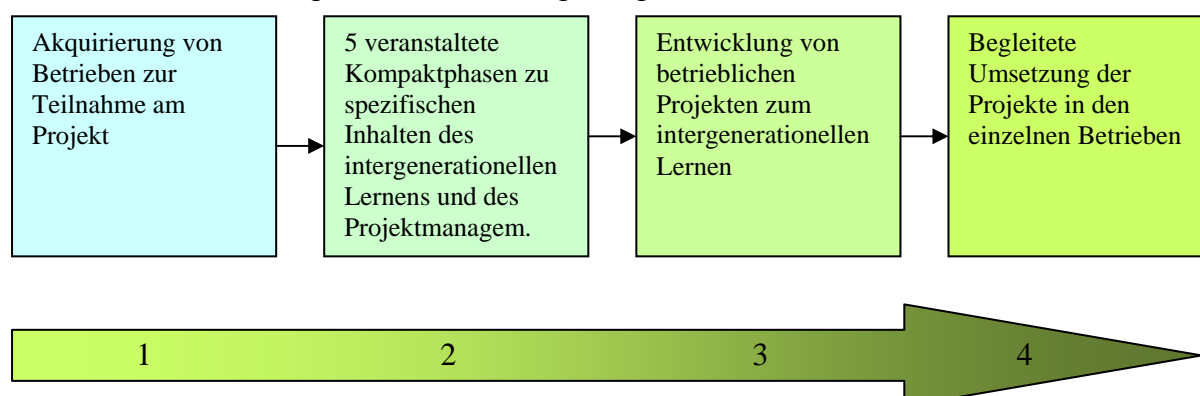 Akquirierung von
Betrieben zur
Teilnahme am
Projekt
5 veranstaltete
Kompaktphasen zu
spezifischen
Inhalten des
intergenerationellen
Lernens und des
Projektmanagem.
Entwicklung von
betrieblichen
Projekten zum
intergenerationellen
Lernen
Begleitete
Umsetzung der
Projekte in den
einzelnen Betrieben
1 2 3 4